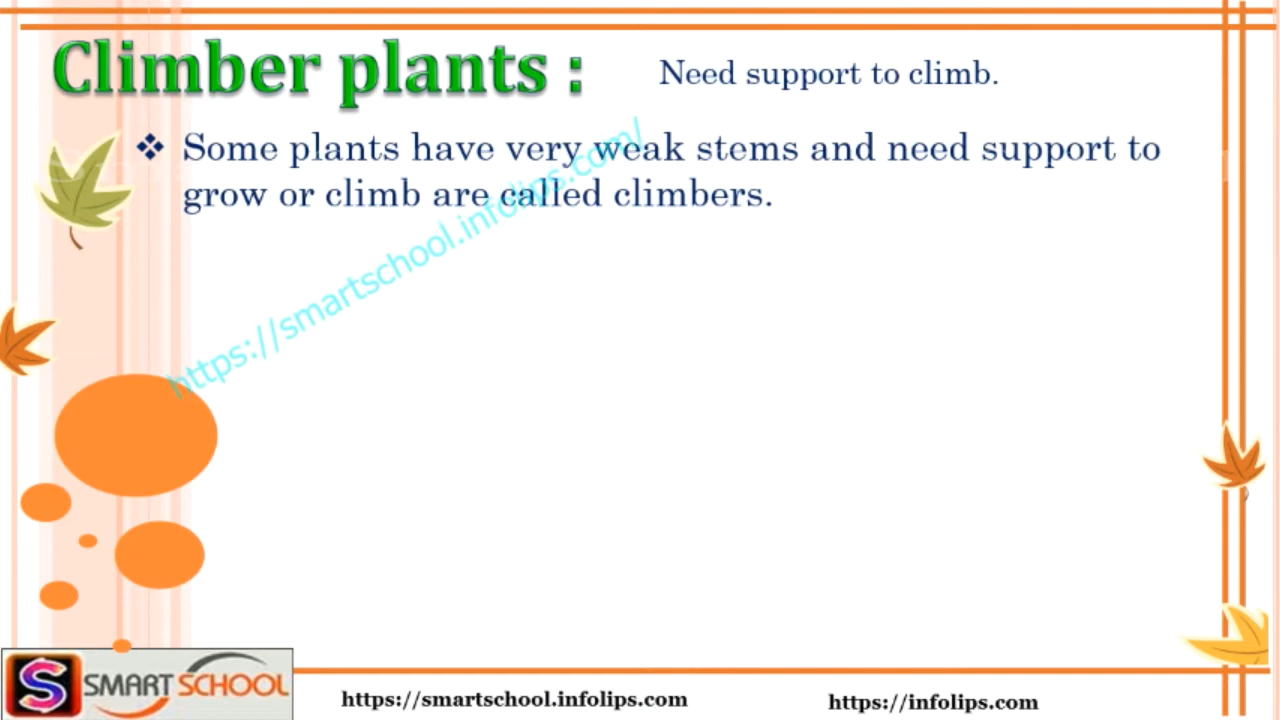 Climber plants :
Need support to climb.
❖ Some plants have very weak stems and need support to
grow or climb are called climbers.
https://smartschool.infolips.com/
S SMART SCHOOL
https://smartschool.infolips.com
https://infolips.com